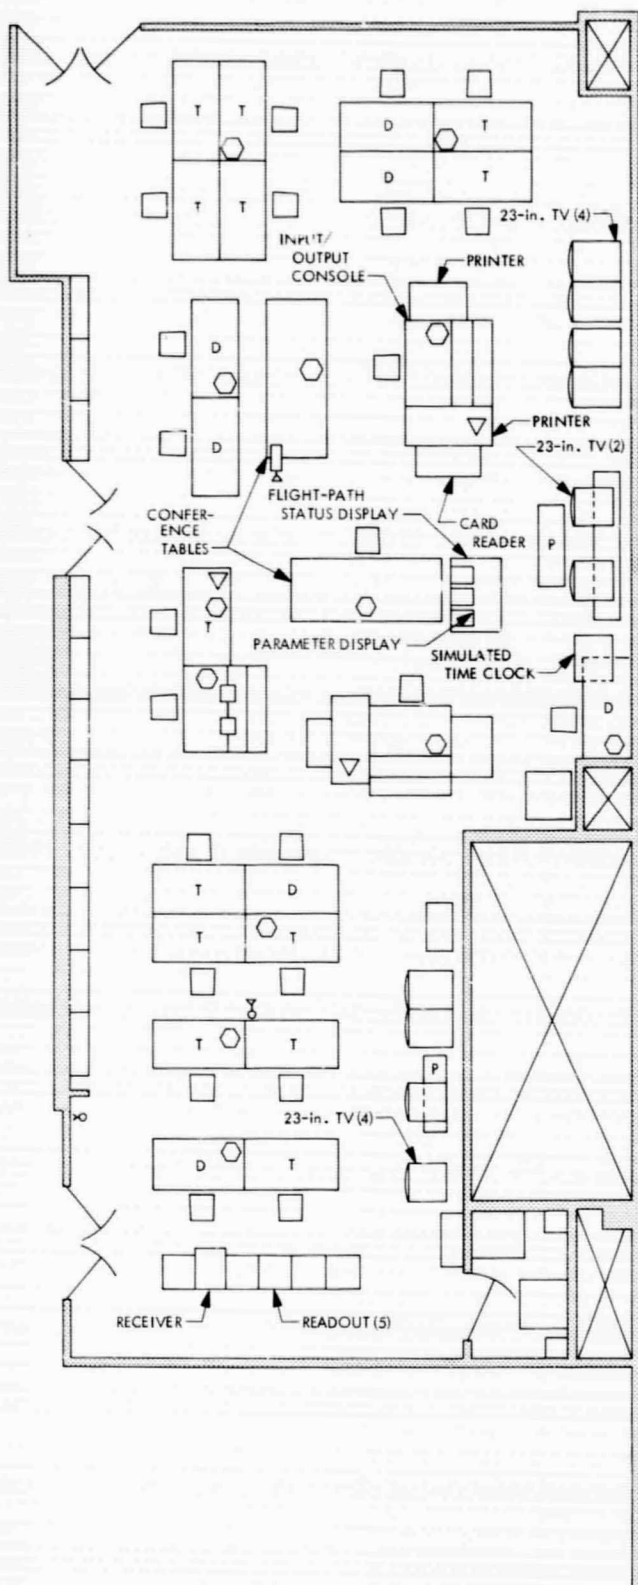 T T
D T
T T
D T
23-in. TV (4)
INPUT/
OUTPUT
CONSOLE
PRINTER
D
PRINTER
23-in. TV (2)
D
FLIGHT-PATH
STATUS DISPLAY
CARD
READER
CONFER-
ENCE
TABLES
P
T
PARAMETER DISPLAY
SIMULATED
TIME CLOCK
D
T D
T T
T T
P
23-in. TV (4)
D T
RECEIVER
READOUT (5)